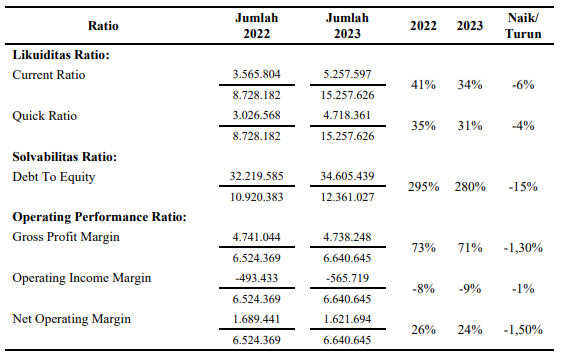 Ratio Jumlah 2022 Jumlah 2023 2022 2023 Naik/ Turun
Likuiditas Ratio:
Current Ratio 3.565.804 5.257.597 41% 34% -6%
8.728.182 15.257.626
Quick Ratio 3.026.568 4.718.361 35% 31% -4%
8.728.182 15.257.626
Solvabilitas Ratio:
Debt To Equity 32.219.585 34.605.439 295% 280% -15%
10.920.383 12.361.027
Operating Performance Ratio:
Gross Profit Margin 4.741.044 4.738.248 73% 71% -1,30%
6.524.369 6.640.645
Operating Income Margin -493.433 -565.719 -8% -9% -1%
6.524.369 6.640.645
Net Operating Margin 1.689.441 1.621.694 26% 24% -1,50%
6.524.369 6.640.645